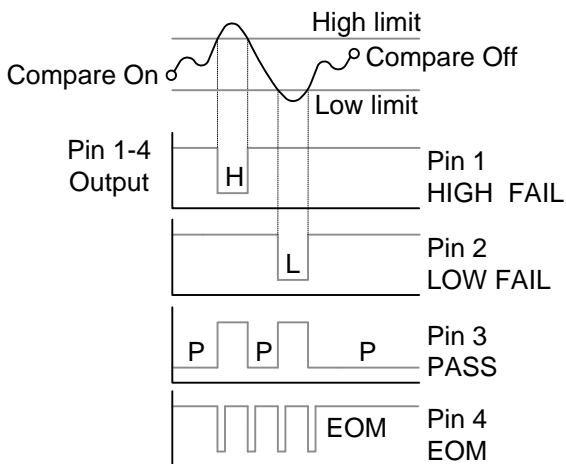 High limit
Compare On
Compare Off
Low limit
Pin 1-4
Output
H
Pin 1
HIGH FAIL
L
Pin 2
LOW FAIL
P P P
Pin 3
PASS
EOM
Pin 4
EOM